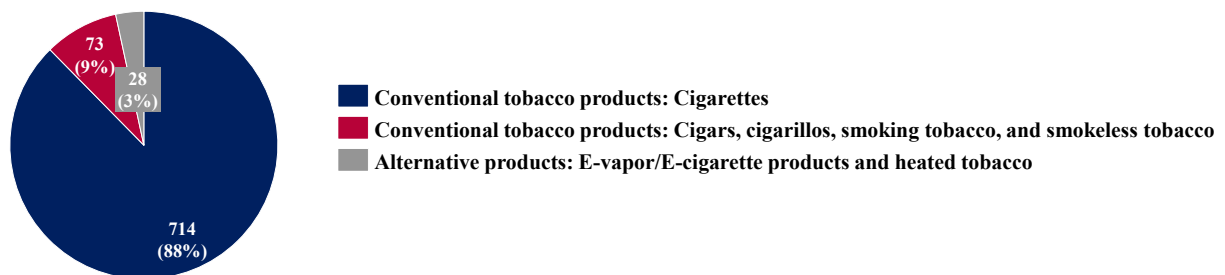 73
(9%)
28
(3%)
714
(88%)
Conventional tobacco products: Cigarettes
Conventional tobacco products: Cigars, cigarillos, smoking tobacco, and smokeless tobacco
Alternative products: E-vapor/E-cigarette products and heated tobacco